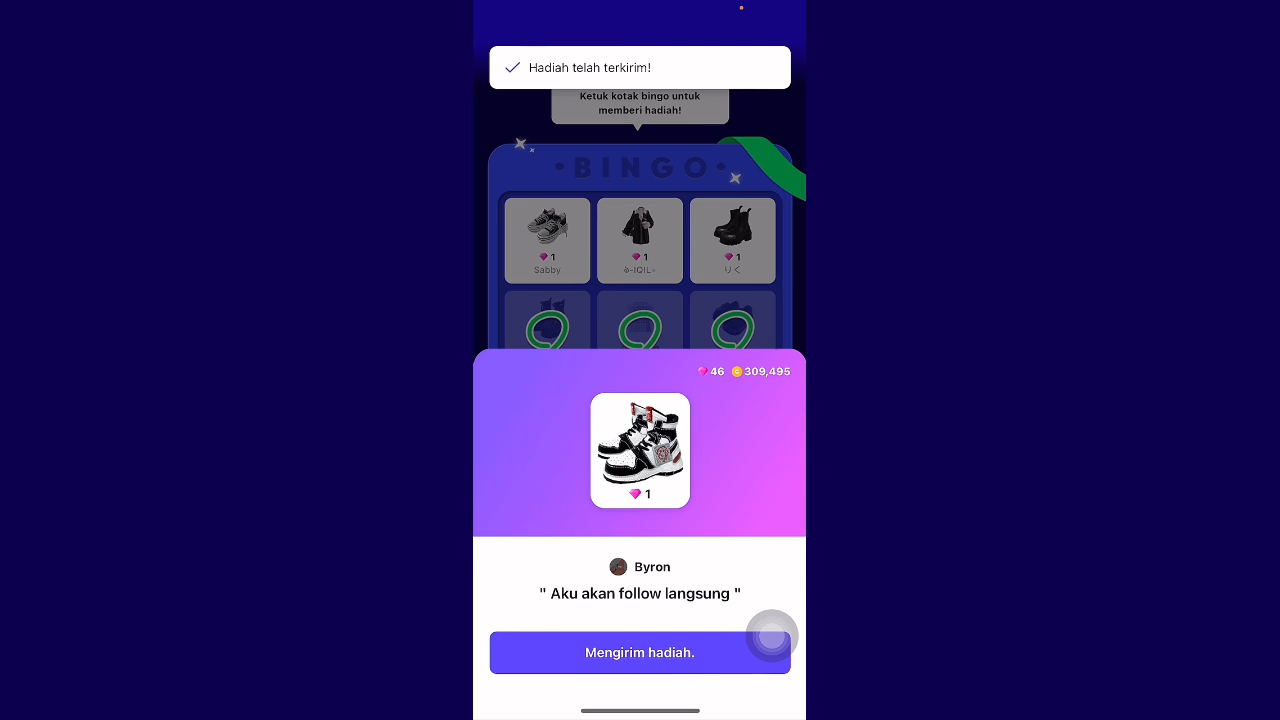 Hadiah telah terkirim!
Ketuk kotak bingo untuk
memberi hadiah!
BINGO
1
1
1
Sabby
りく
46 309,495
1
Byron
" Aku akan follow langsung "
Mengirim hadiah.